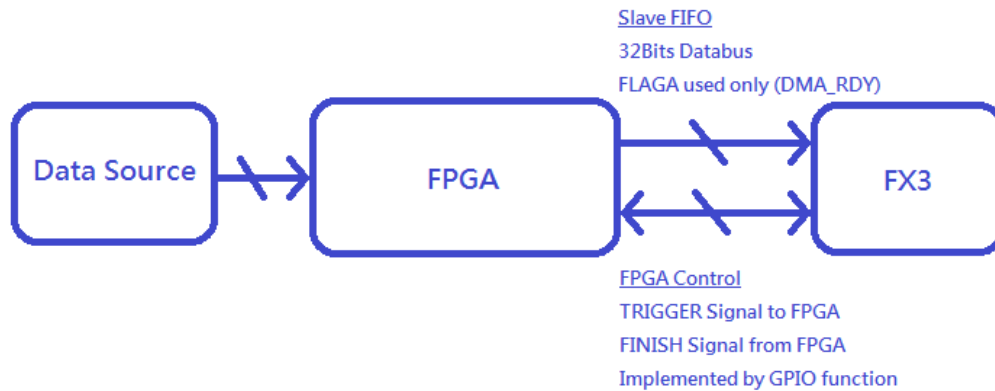 Slave FIFO
32Bits Databus
FLAGA used only (DMA_RDY)
Data Source
FPGA
FX3
FPGA Control
TRIGGER Signal to FPGA
FINISH Signal from FPGA
Implemented by GPIO function